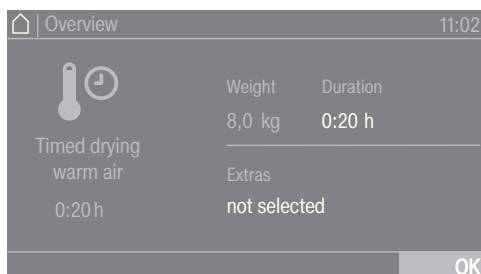 | Overview 11:02
Timed drying
warm air
0:20 h
Weight Duration
8,0 kg 0:20 h
Extras
not selected
OK